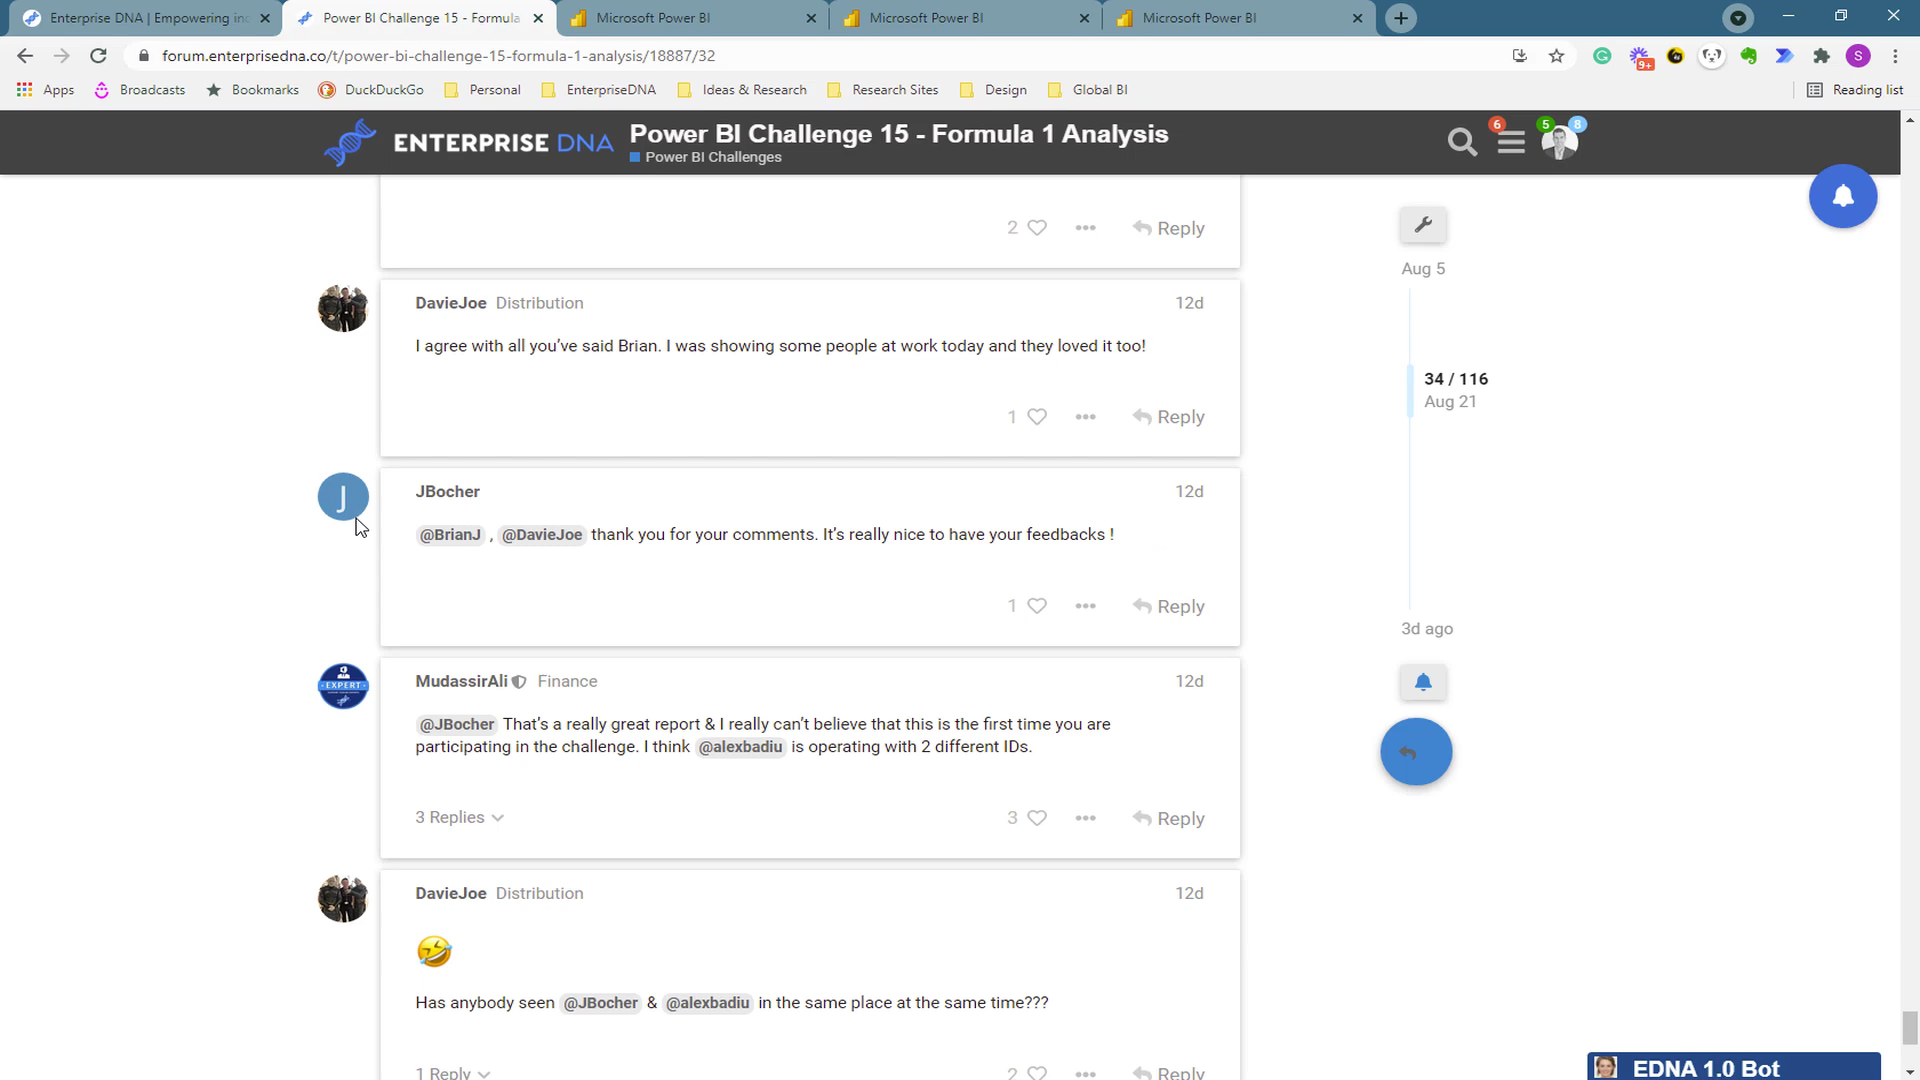 Enterprise DNA | Empowering in
Power BI Challenge 15 - Formula
Microsoft Power BI
Microsoft Power BI
Microsoft Power BI
S
forum.enterprisedna.co/t/power-bi-challenge-15-formula-1-analysis/18887/32
9+
S
Apps
Broadcasts
Bookmarks
DuckDuckGo
Personal
EnterpriseDNA
Ideas & Research
Research Sites
Design
Global BI
Reading list
ENTERPRISE DNA
Power BI Challenge 15 - Formula 1 Analysis
Power BI Challenges
6
5
8
2
Reply
Aug 5
DavieJoe Distribution
12d
I agree with all you've said Brian. I was showing some people at work today and they loved it too!
34 / 116
Aug 21
1
Reply
J
JBocher
12d
@BrianJ , @DavieJoe thank you for your comments. It's really nice to have your feedbacks !
1
Reply
3d ago
EXPERT
MudassirAli Finance
12d
@JBocher That's a really great report & I really can't believe that this is the first time you are
participating in the challenge. I think @alexbadiu is operating with 2 different IDs.
3 Replies
3
Reply
DavieJoe Distribution
12d
Has anybody seen @JBocher & @alexbadiu in the same place at the same time???
1 Reply
2
Reply
EDNA 1.0 Bot